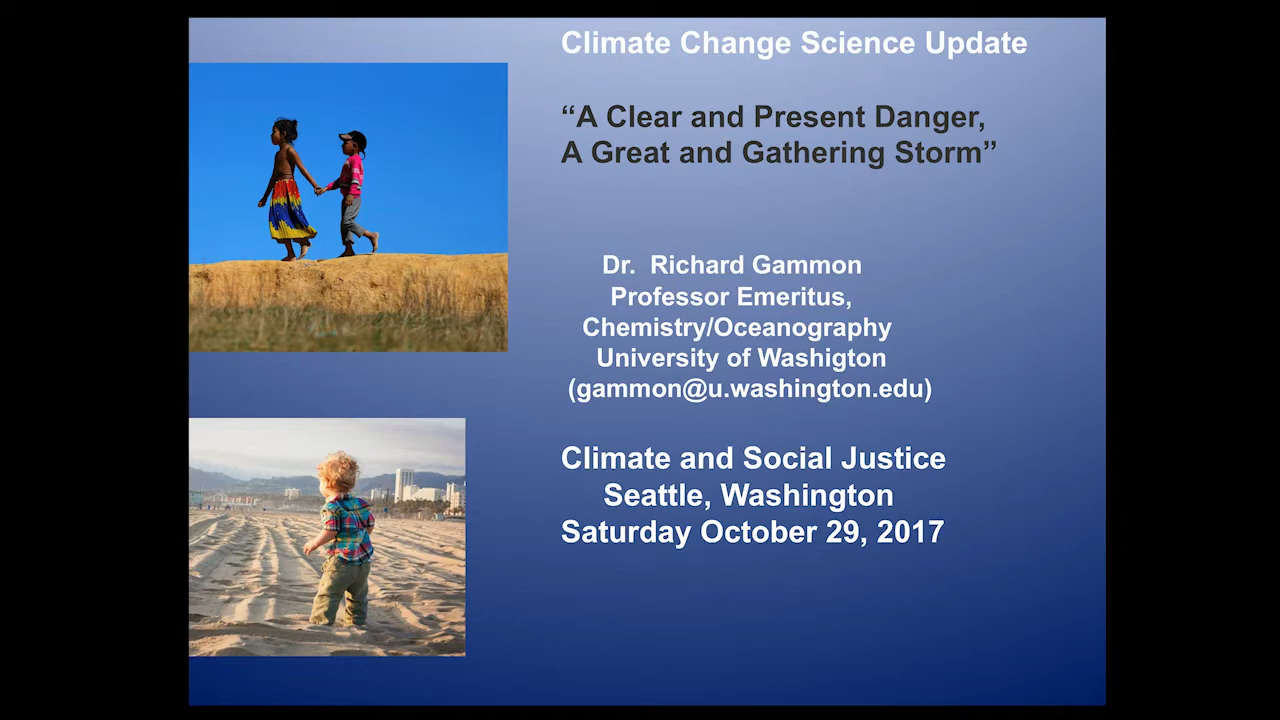 Climate Change Science Update
“A Clear and Present Danger,
A Great and Gathering Storm”
Dr. Richard Gammon
Professor Emeritus,
Chemistry/Oceanography
University of Washigton
(gammon@u.washington.edu)
Climate and Social Justice
Seattle, Washington
Saturday October 29, 2017